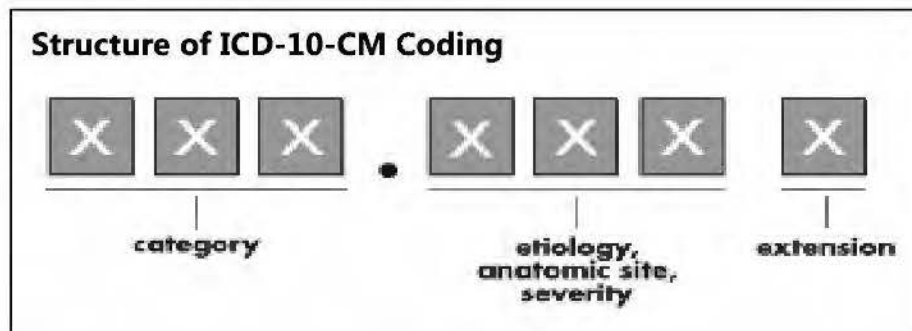 Structure of ICD-10-CM Coding
X X X . X X X X
category
etiology,
anatomic site,
severity
extension